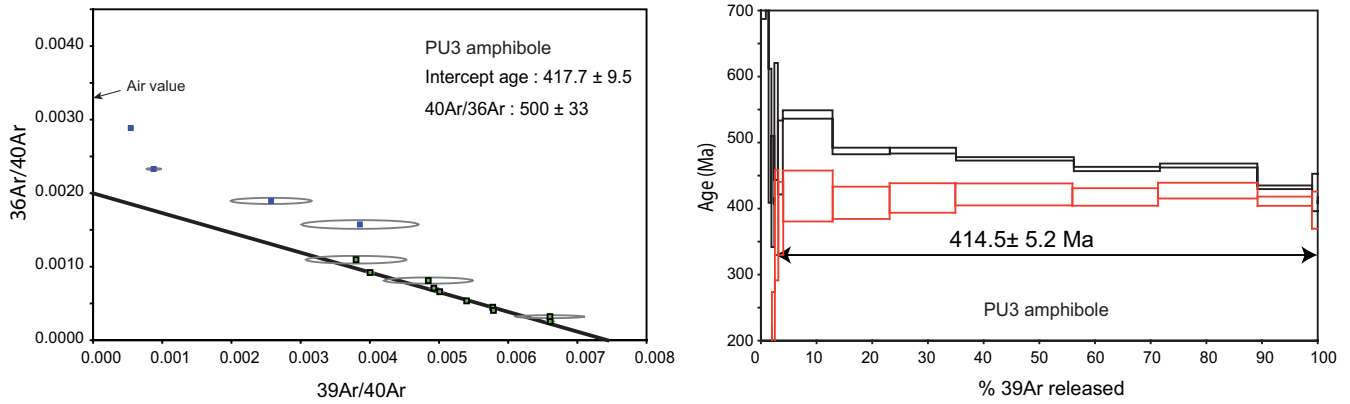 0.0040
0.0030
0.0020
0.0010
0.0000
36Ar/40Ar
Air value
PU3 amphibole
Intercept age : 417.7 ± 9.5
40Ar/36Ar : 500 ± 33
0.000 0.001 0.002 0.003 0.004 0.005 0.006 0.007 0.008
39Ar/40Ar
700
600
500
400
300
200
Age (Ma)
414.5± 5.2 Ma
PU3 amphibole
0 10 20 30 40 50 60 70 80 90 100
% 39Ar released